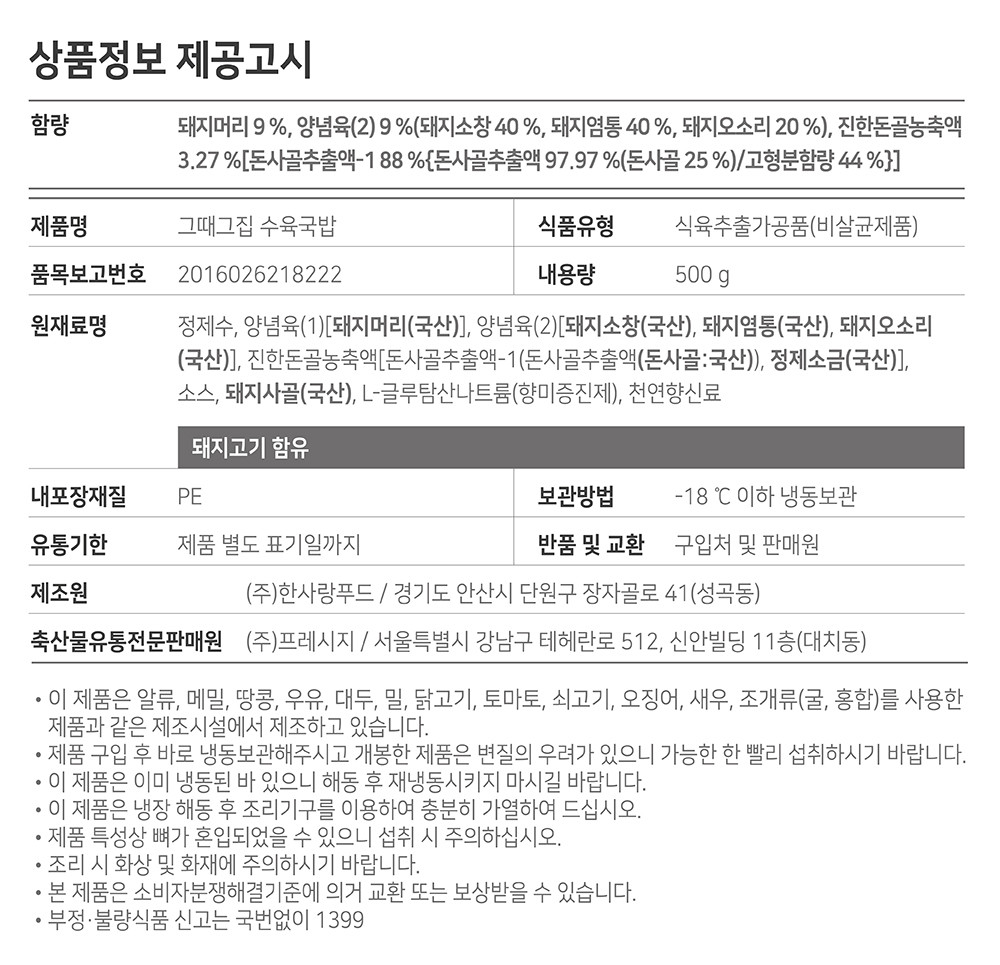 상품정보 제공고시
함량 돼지머리 9 %, 양념육(2) 9 %(돼지소창 40 %, 돼지염통 40 %, 돼지오소리 20 %), 진한돈골농축액
3.27 %[돈사골추출액-1 88 %{돈사골추출액 97.97 %(돈사골 25 %)/고형분함량 44 %}]
제품명 그때그집 수육국밥 식품유형 식육추출가공품(비살균제품)
품목보고번호 2016026218222 내용량 500 g
원재료명 정제수, 양념육(1)[돼지머리(국산)], 양념육(2)[돼지소창(국산), 돼지염통(국산), 돼지오소리
(국산)], 진한돈골농축액[돈사골추출액-1(돈사골추출액(돈사골:국산)), 정제소금(국산)],
소스, 돼지사골(국산), L-글루탐산나트륨(향미증진제), 천연향신료
돼지고기 함유
내포장재질 PE 보관방법 -18 ℃ 이하 냉동보관
유통기한 제품 별도 표기일까지 반품 및 교환 구입처 및 판매원
제조원 (주)한사랑푸드 / 경기도 안산시 단원구 장자골로 41(성곡동)
축산물유통전문판매원 (주)프레시지 / 서울특별시 강남구 테헤란로 512, 신안빌딩 11층(대치동)
• 이 제품은 알류, 메밀, 땅콩, 우유, 대두, 밀, 닭고기, 토마토, 쇠고기, 오징어, 새우, 조개류(굴, 홍합)를 사용한
제품과 같은 제조시설에서 제조하고 있습니다.
• 제품 구입 후 바로 냉동보관해주시고 개봉한 제품은 변질의 우려가 있으니 가능한 한 빨리 섭취하시기 바랍니다.
• 이 제품은 이미 냉동된 바 있으니 해동 후 재냉동시키지 마시길 바랍니다.
• 이 제품은 냉장 해동 후 조리기구를 이용하여 충분히 가열하여 드십시오.
• 제품 특성상 뼈가 혼입되었을 수 있으니 섭취 시 주의하십시오.
• 조리 시 화상 및 화재에 주의하시기 바랍니다.
• 본 제품은 소비자분쟁해결기준에 의거 교환 또는 보상받을 수 있습니다.
• 부정·불량식품 신고는 국번없이 1399